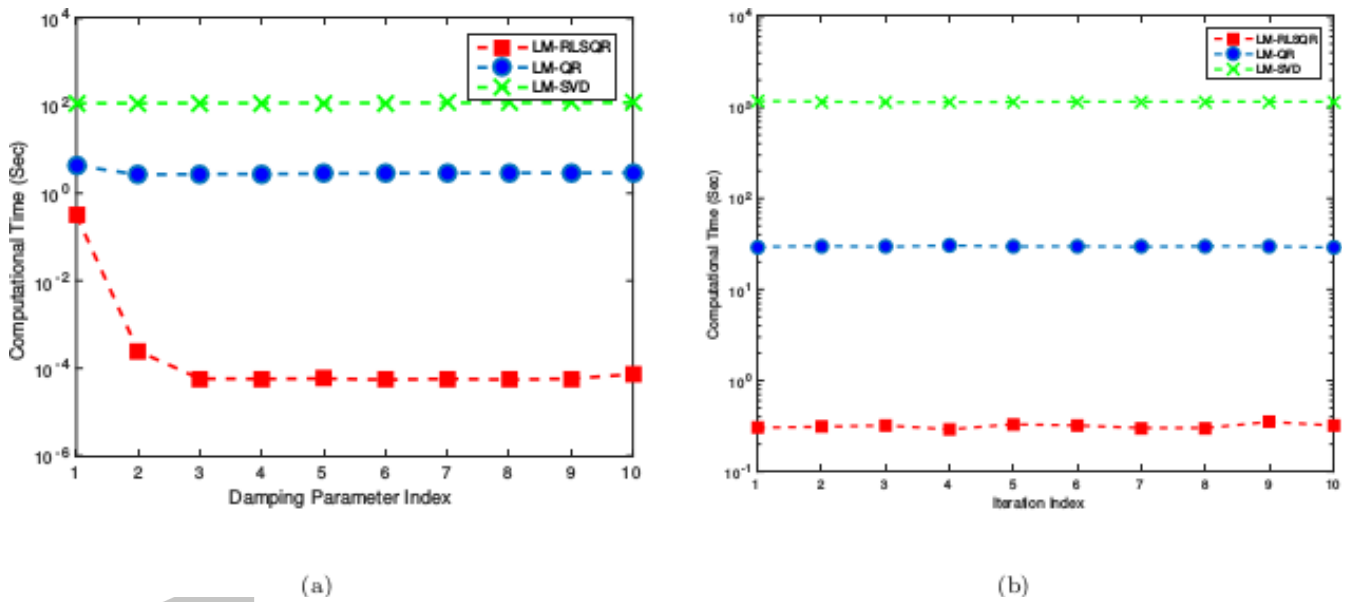 10^4
10^2
10^0
10^-2
10^-4
10^-6
Computational Time (Sec)
LM-RLSQR
LM-QR
LM-SVD
1 2 3 4 5 6 7 8 9 10
Damping Parameter Index
(a)
10^4
10^3
10^2
10^1
10^0
10^-1
Computational Time (Sec)
LM-RLSQR
LM-QR
LM-SVD
1 2 3 4 5 6 7 8 9 10
Iteration Index
(b)